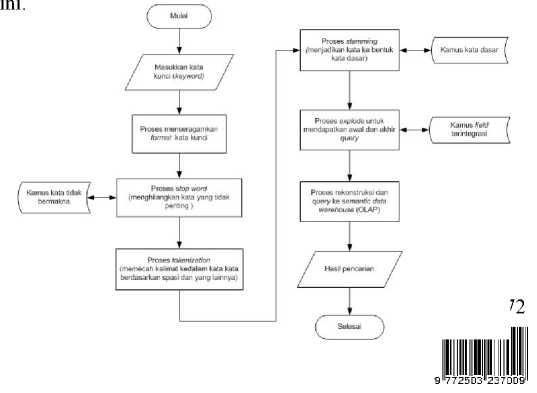 ini.
Mulai
Masukkan kata
kunci (keyword)
Proses menseragamkan
format kata kunci
Kamus kata tidak
bermakna
Proses stop word
(menghilangkan kata yang tidak
penting )
Proses tokenization
(memecah kalimat kedalam kata kata
berdasarkan spasi dan yang lainnya)
Proses stemming
(menjadikan kata ke bentuk
kata dasar)
Kamus kata dasar
Proses explode untuk
mendapatkan awal dan akhir
query
Kamus field
terintegrasi
Proses rekonstruksi dan
query ke semantic data
warehouse (OLAP)
Hasil pencarian
Selesai
72
9 772503 237009